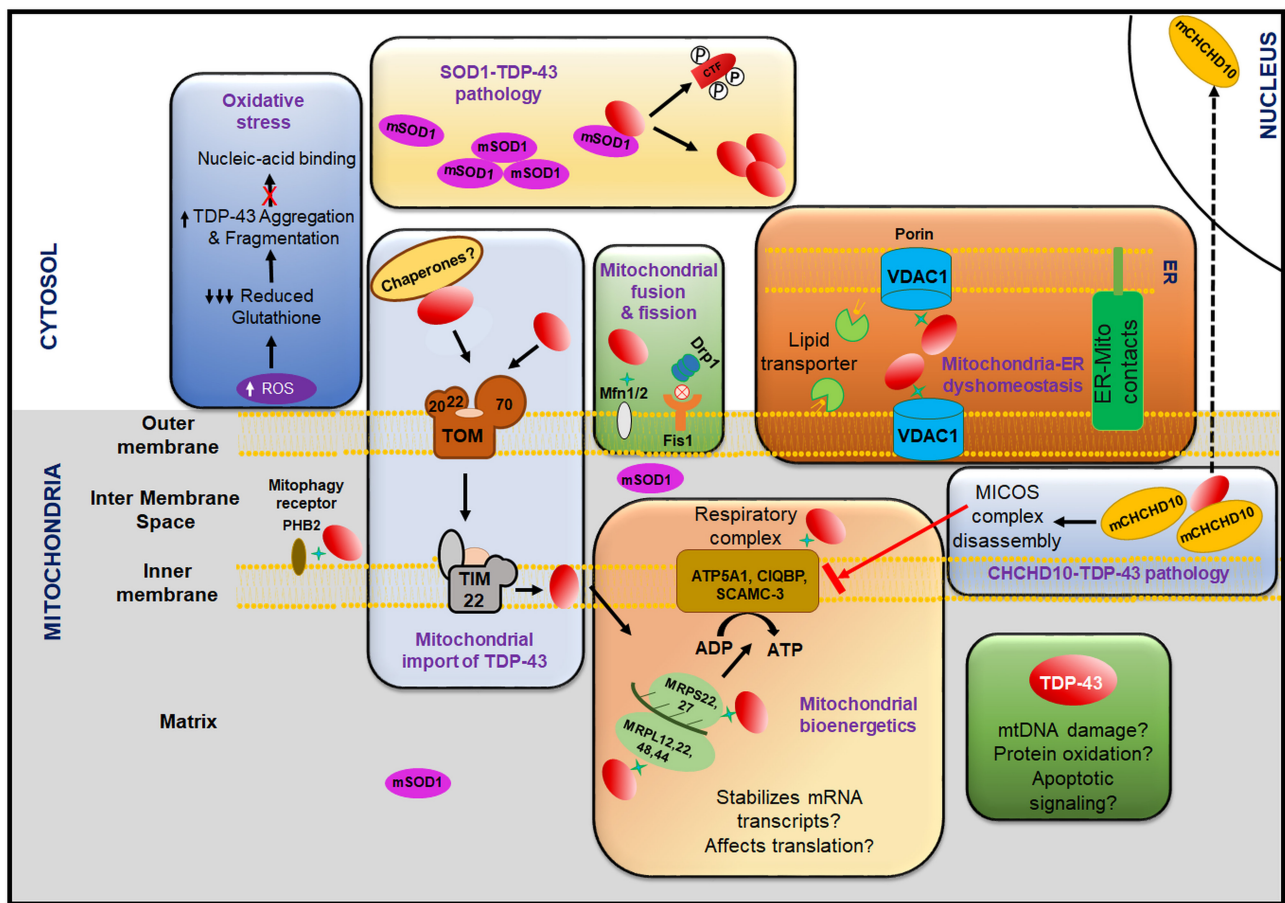 CYTOSOL
MITOCHONDRIA
NUCLEUS
mCHCHD10
Oxidative
stress
Nucleic-acid binding
X
TDP-43 Aggregation
& Fragmentation
Reduced
Glutathione
ROS
SOD1-TDP-43
pathology
mSOD1
mSOD1
mSOD1
mSOD1
mSOD1
CTF
P
P
P
P
Chaperones?
20
22
70
TOM
TIM
22
Mitochondrial
import of TDP-43
Mitochondrial
fusion
& fission
Drp1
Mfn1/2
Fis1
mSOD1
Porin
VDAC1
ER
Lipid
transporter
Mitochondria-ER
dyshomeostasis
ER-Mito
contacts
VDAC1
Outer
membrane
Inter Membrane
Space
Inner
membrane
Matrix
Mitophagy
receptor
PHB2
Respiratory
complex
ATP5A1, CIQBP,
SCAMC-3
ADP
ATP
MRPS22,
27
MRPL12,22,
48,44
Mitochondrial
bioenergetics
Stabilizes mRNA
transcripts?
Affects translation?
mSOD1
MICOS
complex
disassembly
mCHCHD10
mCHCHD10
CHCHD10-TDP-43 pathology
TDP-43
mtDNA damage?
Protein oxidation?
Apoptotic
signaling?